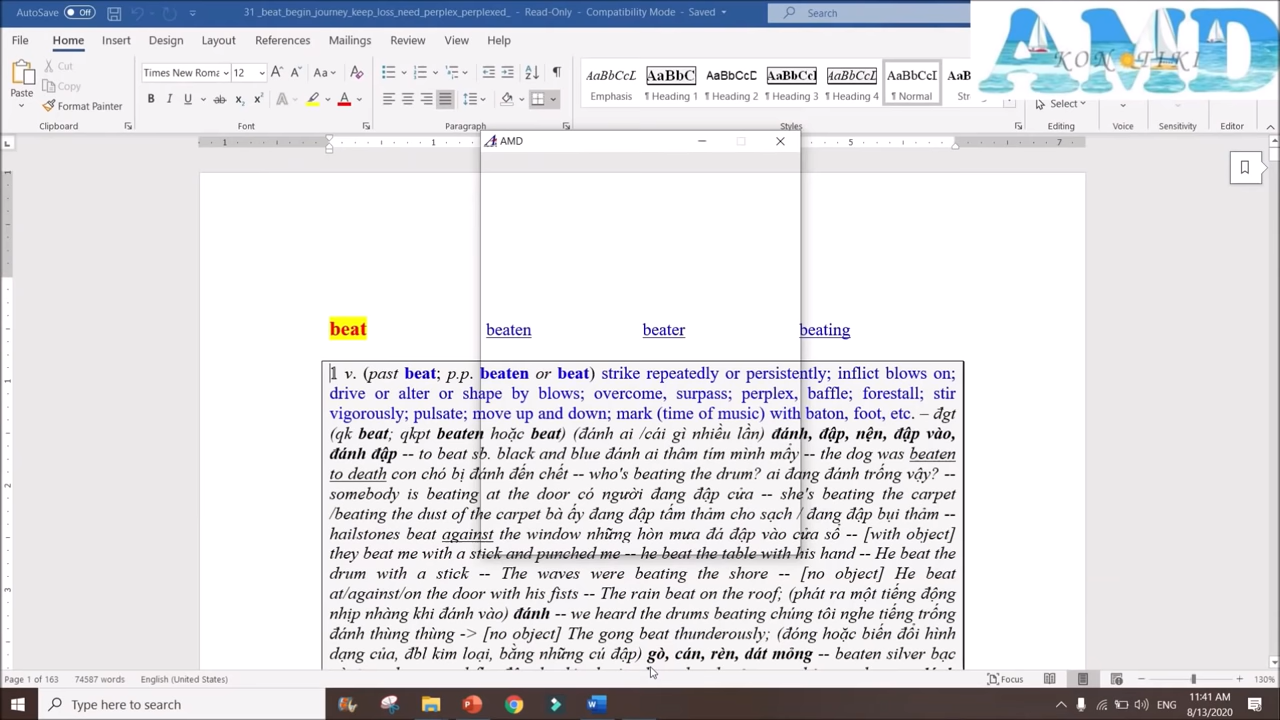 AutoSave Off 31 _beat_begin_journey_keep_loss_need_perplex_perplexed_ - Read-Only - Compatibility Mode - Saved Search
AMD
KON TIKI
File Home Insert Design Layout References Mailings Review View Help
Cut
Copy
Format Painter
Paste
Times New Roma 12
AaBbCcL AaBbC AaBbCcD AaBbCcI AaBbCcL AaBbCcI AaBb
Emphasis ¶ Heading 1 ¶ Heading 2 ¶ Heading 3 ¶ Heading 4 ¶ Normal Str
Select
Clipboard Font Paragraph Styles Editing Voice Sensitivity Editor
AMD
beat beaten beater beating
1 v. (past beat; p.p. beaten or beat) strike repeatedly or persistently; inflict blows on;
drive or alter or shape by blows; overcome, surpass; perplex, baffle; forestall; stir
vigorously; pulsate; move up and down; mark (time of music) with baton, foot, etc. – đgt
(qk beat; qkpt beaten hoặc beat) (đánh ai /cái gì nhiều lần) đánh, đập, nện, đập vào,
đánh đập -- to beat sb. black and blue đánh ai thâm tím mình mẩy -- the dog was beaten
to death con chó bị đánh đến chết -- who's beating the drum? ai đang đánh trống vậy? --
somebody is beating at the door có người đang đập cửa -- she's beating the carpet
/beating the dust of the carpet bà ấy đang đập tấm thảm cho sạch / đang đập bụi thảm --
hailstones beat against the window những hòn mưa đá đập vào cửa sổ -- [with object]
they beat me with a stick and punched me -- he beat the table with his hand -- He beat the
drum with a stick -- The waves were beating the shore -- [no object] He beat
at/against/on the door with his fists -- The rain beat on the roof; (phát ra một tiếng động
nhịp nhàng khi đánh vào) đánh -- we heard the drums beating chúng tôi nghe tiếng trống
đánh thùng thùng -> [no object] The gong beat thunderously; (đóng hoặc biến đổi hình
dạng của, đbl kim loại, bằng những cú đập) gò, cán, rèn, dát mỏng -- beaten silver bạc
Page 1 of 163 74587 words English (United States) Focus 130%
Type here to search ENG 11:41 AM
8/13/2020